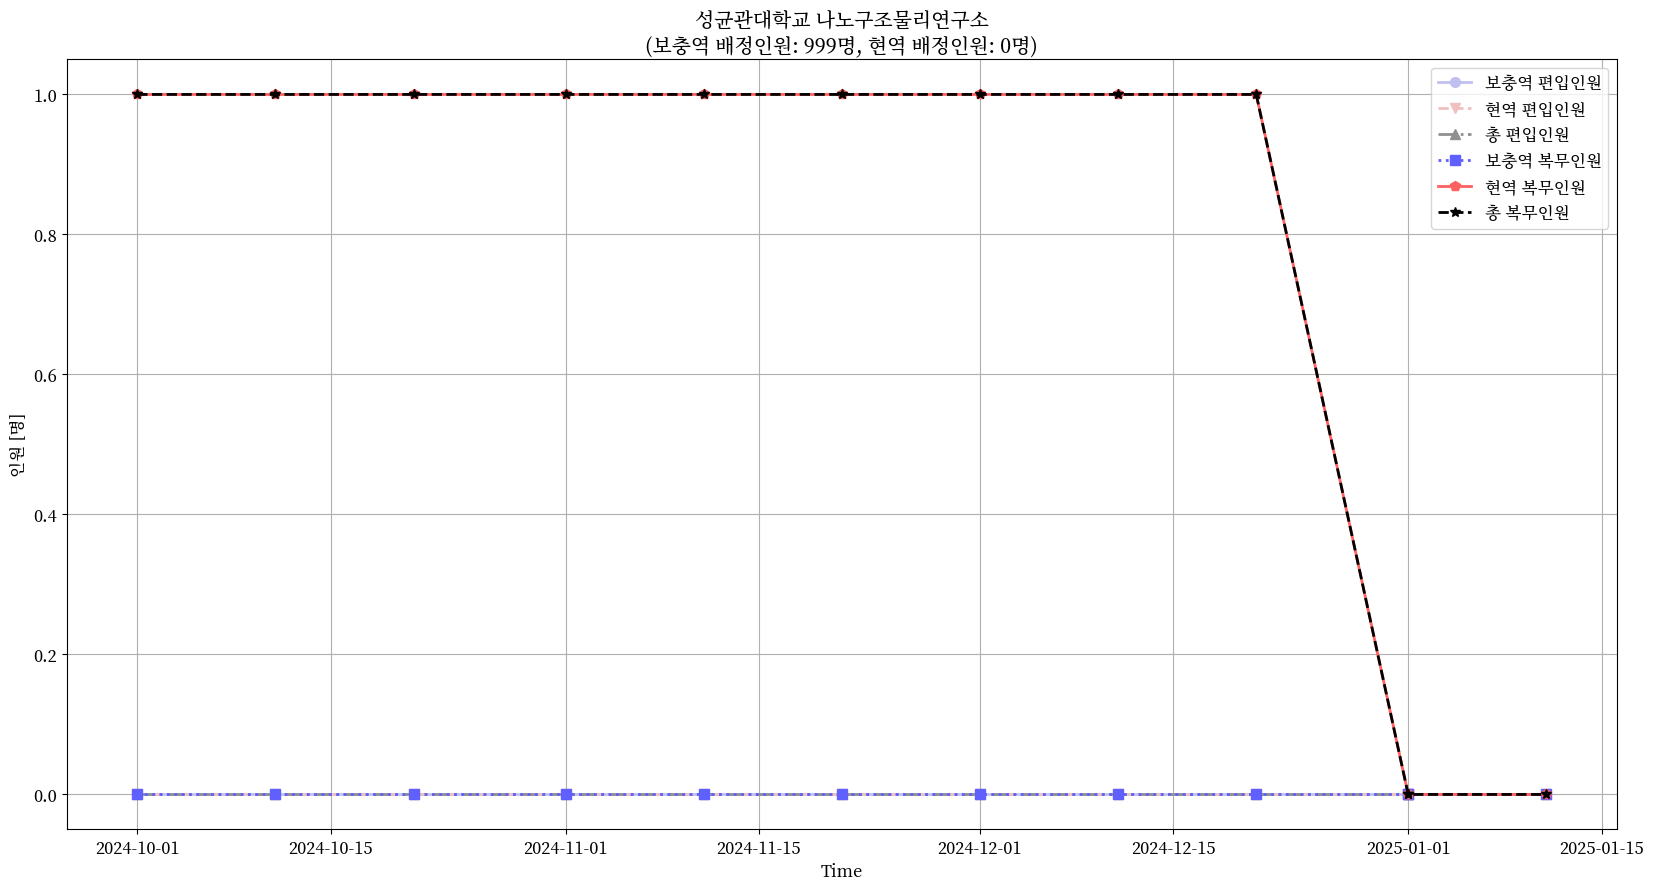 성균관대학교 나노구조물리연구소
(보충역 배정인원: 999명, 현역 배정인원: 0명)
보충역 편입인원
현역 편입인원
총 편입인원
보충역 복무인원
현역 복무인원
총 복무인원
인원 [명]
1.0
0.8
0.6
0.4
0.2
0.0
2024-10-01
2024-10-15
2024-11-01
2024-11-15
2024-12-01
2024-12-15
2025-01-01
2025-01-15
Time